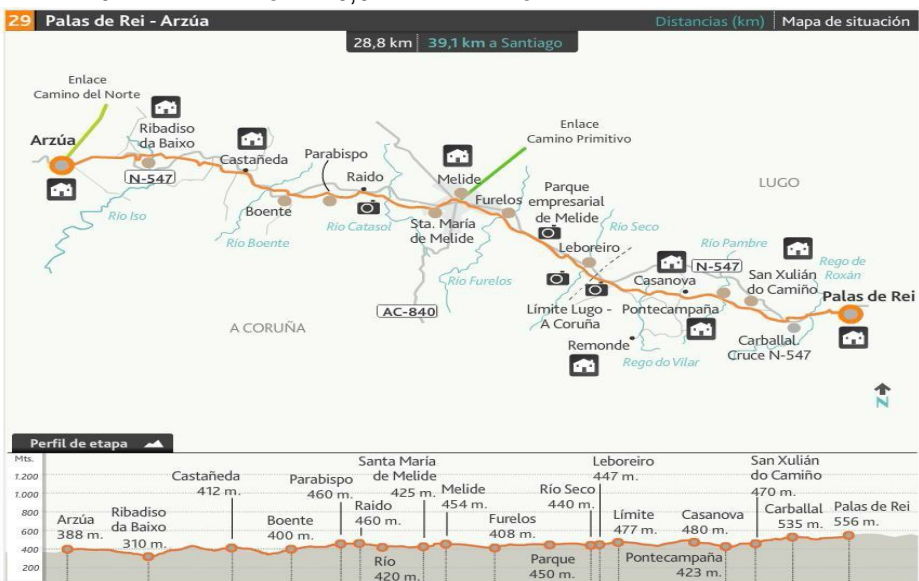 29 Palas de Rei - Arzúa
Distancias (km) Mapa de situación
28,8 km 39,1 km a Santiago
Enlace
Camino del Norte
Arzúa
Ribadiso
da Baixo
N-547
Castañeda
Parabispo
Raido
Melide
Enlace
Camino Primitivo
LUGO
Río Iso
Boente
Río Boente
Río Catasol
Sta. María
de Melide
Furelos
Parque
empresarial
de Melide
Río Seco
Leboreiro
Río Furelos
AC-840
A CORUÑA
Límite Lugo -
A Coruña
Casanova
Río Pambre
N-547
San Xulián
do Camiño
Rego de
Roxán
Palas de Rei
Pontecampaña
Remonde
Rego do Vilar
Carballal.
Cruce N-547
N
Perfil de etapa
Mts.
1.200
1.000
800
600
400
200
Arzúa
388 m.
Ribadiso
da Baixo
310 m.
Castañeda
412 m.
Boente
400 m.
Parabispo
460 m.
Raido
460 m.
Río
420 m.
Santa María
de Melide
425 m.
Melide
454 m.
Furelos
408 m.
Parque
450 m.
Río Seco
440 m.
Leboreiro
447 m.
Límite
477 m.
Casanova
480 m.
Pontecampaña
423 m.
San Xulián
do Camiño
470 m.
Carballal
535 m.
Palas de Rei
556 m.